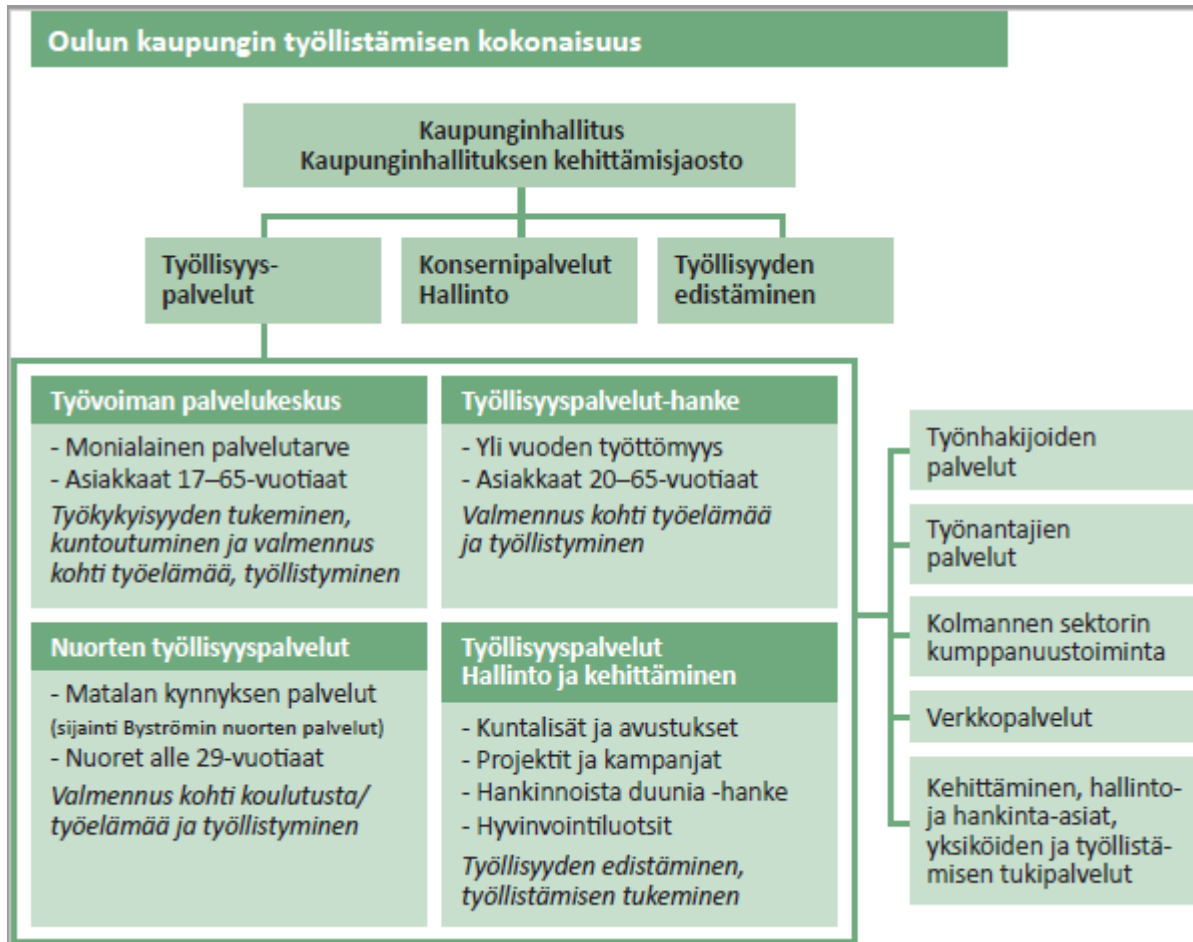 Oulun kaupungin työllistämisen kokonaisuus
Kaupunginhallitus
Kaupunginhallituksen kehittämisjaosto
Työllisyys-
palvelut
Konsernipalvelut
Hallinto
Työllisyyden
edistäminen
Työvoiman palvelukeskus
- Monialainen palvelutarve
- Asiakkaat 17–65-vuotiaat
Työkykyisyyden tukeminen,
kuntoutuminen ja valmennus
kohti työelämää, työllistyminen
Työllisyyspalvelut-hanke
- Yli vuoden työttömyys
- Asiakkaat 20–65-vuotiaat
Valmennus kohti työelämää
ja työllistyminen
Nuorten työllisyyspalvelut
- Matalan kynnyksen palvelut
(sijainti Byströmin nuorten palvelut)
- Nuoret alle 29-vuotiaat
Valmennus kohti koulutusta/
työelämää ja työllistyminen
Työllisyyspalvelut
Hallinto ja kehittäminen
- Kuntalisät ja avustukset
- Projektit ja kampanjat
- Hankinnoista duunia -hanke
- Hyvinvointiluotsit
Työllisyyden edistäminen,
työllistämisen tukeminen
Työnhakijoiden
palvelut
Työnantajien
palvelut
Kolmannen sektorin
kumppanuustoiminta
Verkkopalvelut
Kehittäminen, hallinto-
ja hankinta-asiat,
yksiköiden ja työllistä-
misen tukipalvelut